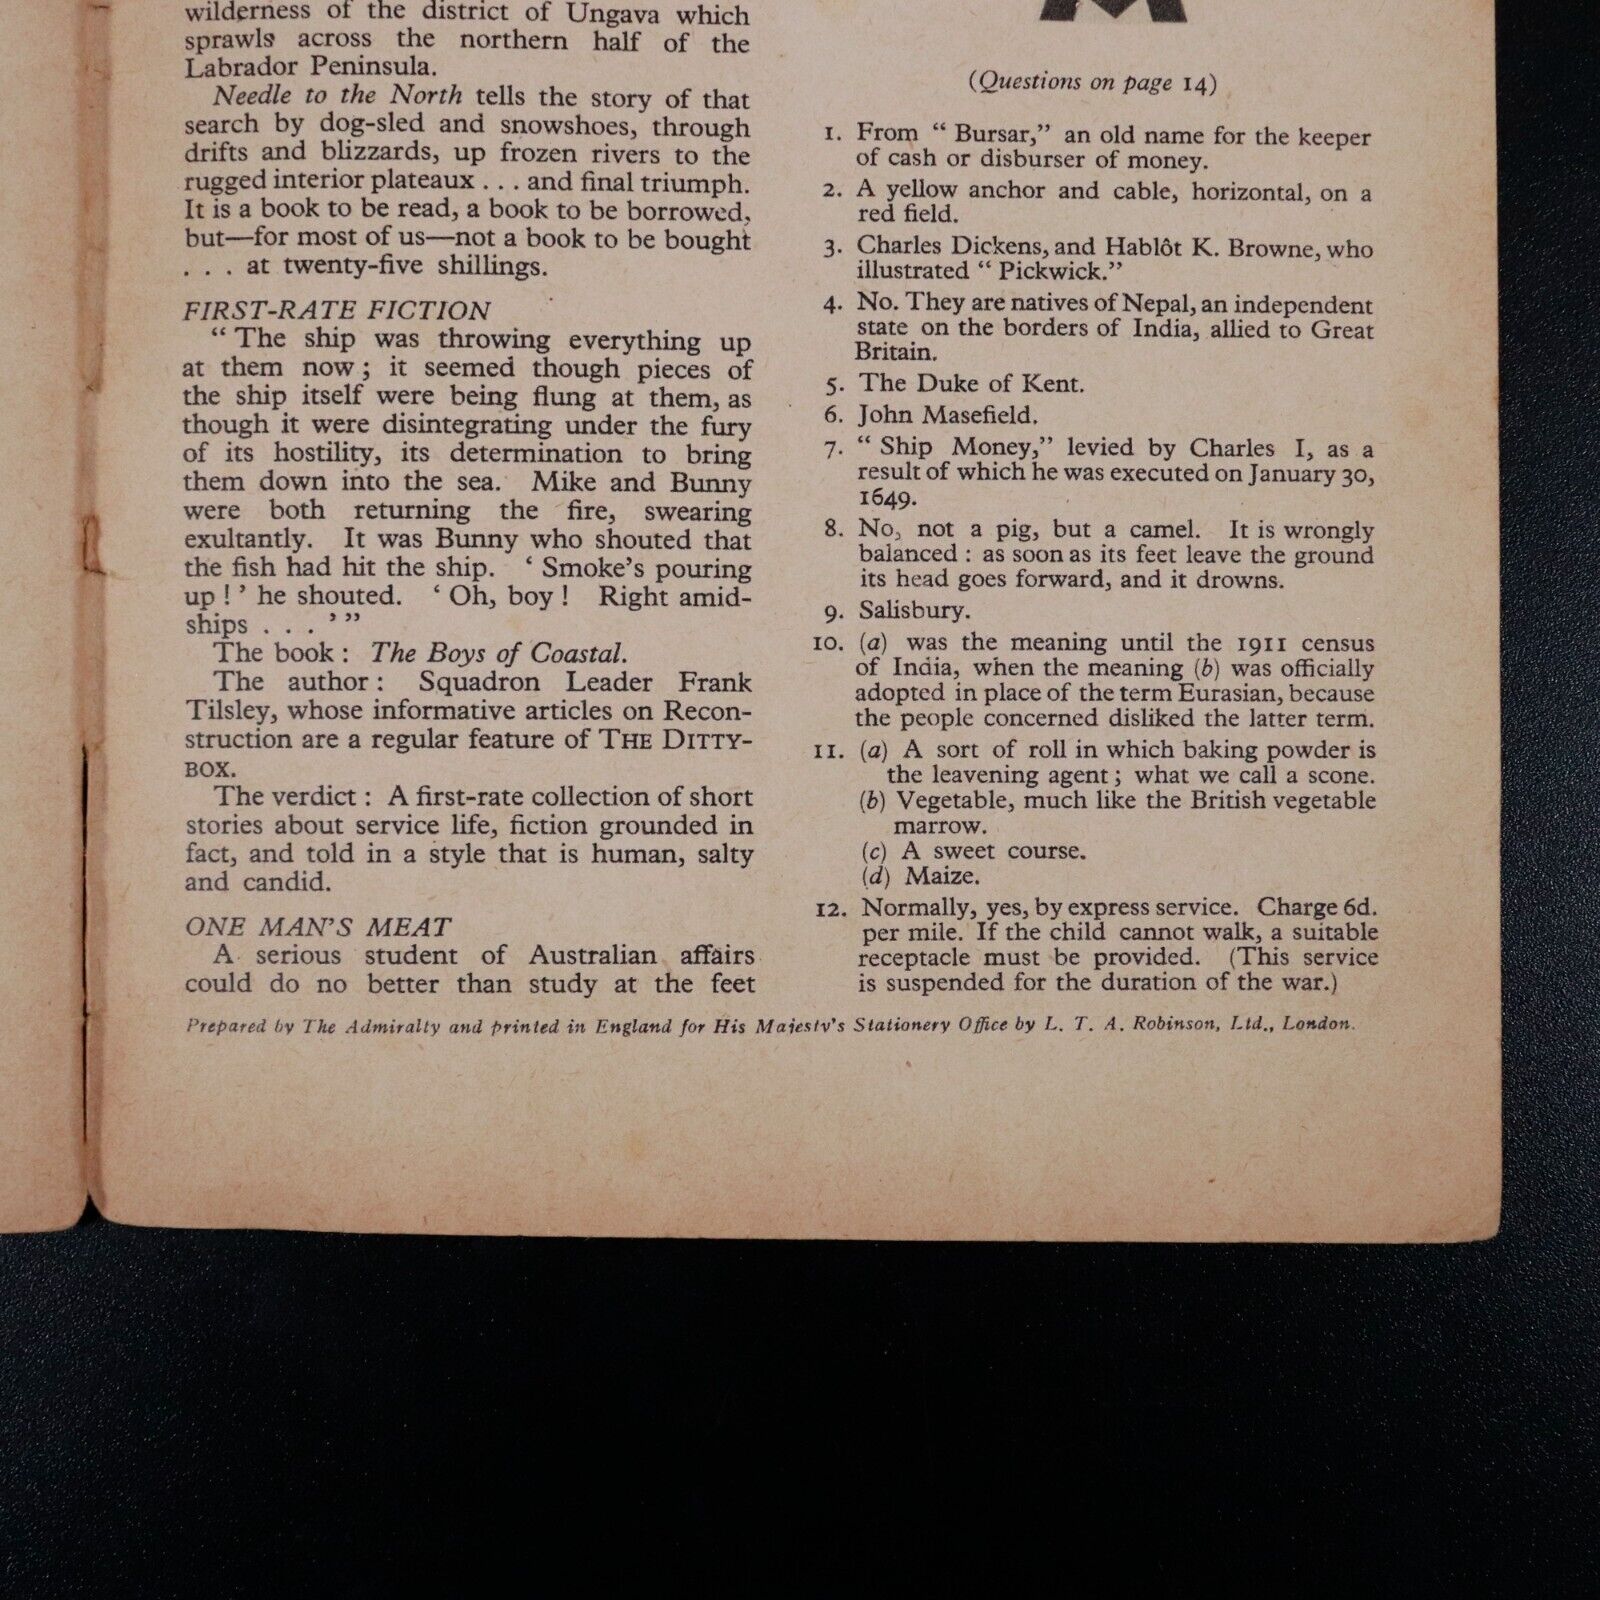 wilderness of the district of Ungava which
sprawls across the northern half of the
Labrador Peninsula.
Needle to the North tells the story of that
search by dog-sled and snowshoes, through
drifts and blizzards, up frozen rivers to the
rugged interior plateaux . . . and final triumph.
It is a book to be read, a book to be borrowed,
but—for most of us—not a book to be bought
. . . at twenty-five shillings.
FIRST-RATE FICTION
“ The ship was throwing everything up
at them now ; it seemed though pieces of
the ship itself were being flung at them, as
though it were disintegrating under the fury
of its hostility, its determination to bring
them down into the sea. Mike and Bunny
were both returning the fire, swearing
exultantly. It was Bunny who shouted that
the fish had hit the ship. ‘ Smoke’s pouring
up ! ’ he shouted. ‘ Oh, boy ! Right amid-
ships . . . ’ ”
The book : The Boys of Coastal.
The author : Squadron Leader Frank
Tilsley, whose informative articles on Recon-
struction are a regular feature of THE DITTY-
BOX.
The verdict : A first-rate collection of short
stories about service life, fiction grounded in
fact, and told in a style that is human, salty
and candid.
ONE MAN’S MEAT
A serious student of Australian affairs
could do no better than study at the feet
(Questions on page 14)
1. From “ Bursar,” an old name for the keeper
of cash or disburser of money.
2. A yellow anchor and cable, horizontal, on a
red field.
3. Charles Dickens, and Hablôt K. Browne, who
illustrated “ Pickwick.”
4. No. They are natives of Nepal, an independent
state on the borders of India, allied to Great
Britain.
5. The Duke of Kent.
6. John Masefield.
7. “ Ship Money,” levied by Charles I, as a
result of which he was executed on January 30,
1649.
8. No, not a pig, but a camel. It is wrongly
balanced : as soon as its feet leave the ground
its head goes forward, and it drowns.
9. Salisbury.
10. (a) was the meaning until the 1911 census
of India, when the meaning (b) was officially
adopted in place of the term Eurasian, because
the people concerned disliked the latter term.
11. (a) A sort of roll in which baking powder is
the leavening agent ; what we call a scone.
(b) Vegetable, much like the British vegetable
marrow.
(c) A sweet course.
(d) Maize.
12. Normally, yes, by express service. Charge 6d.
per mile. If the child cannot walk, a suitable
receptacle must be provided. (This service
is suspended for the duration of the war.)
Prepared by The Admiralty and printed in England for His Majesty's Stationery Office by L. T. A. Robinson, Ltd., London.